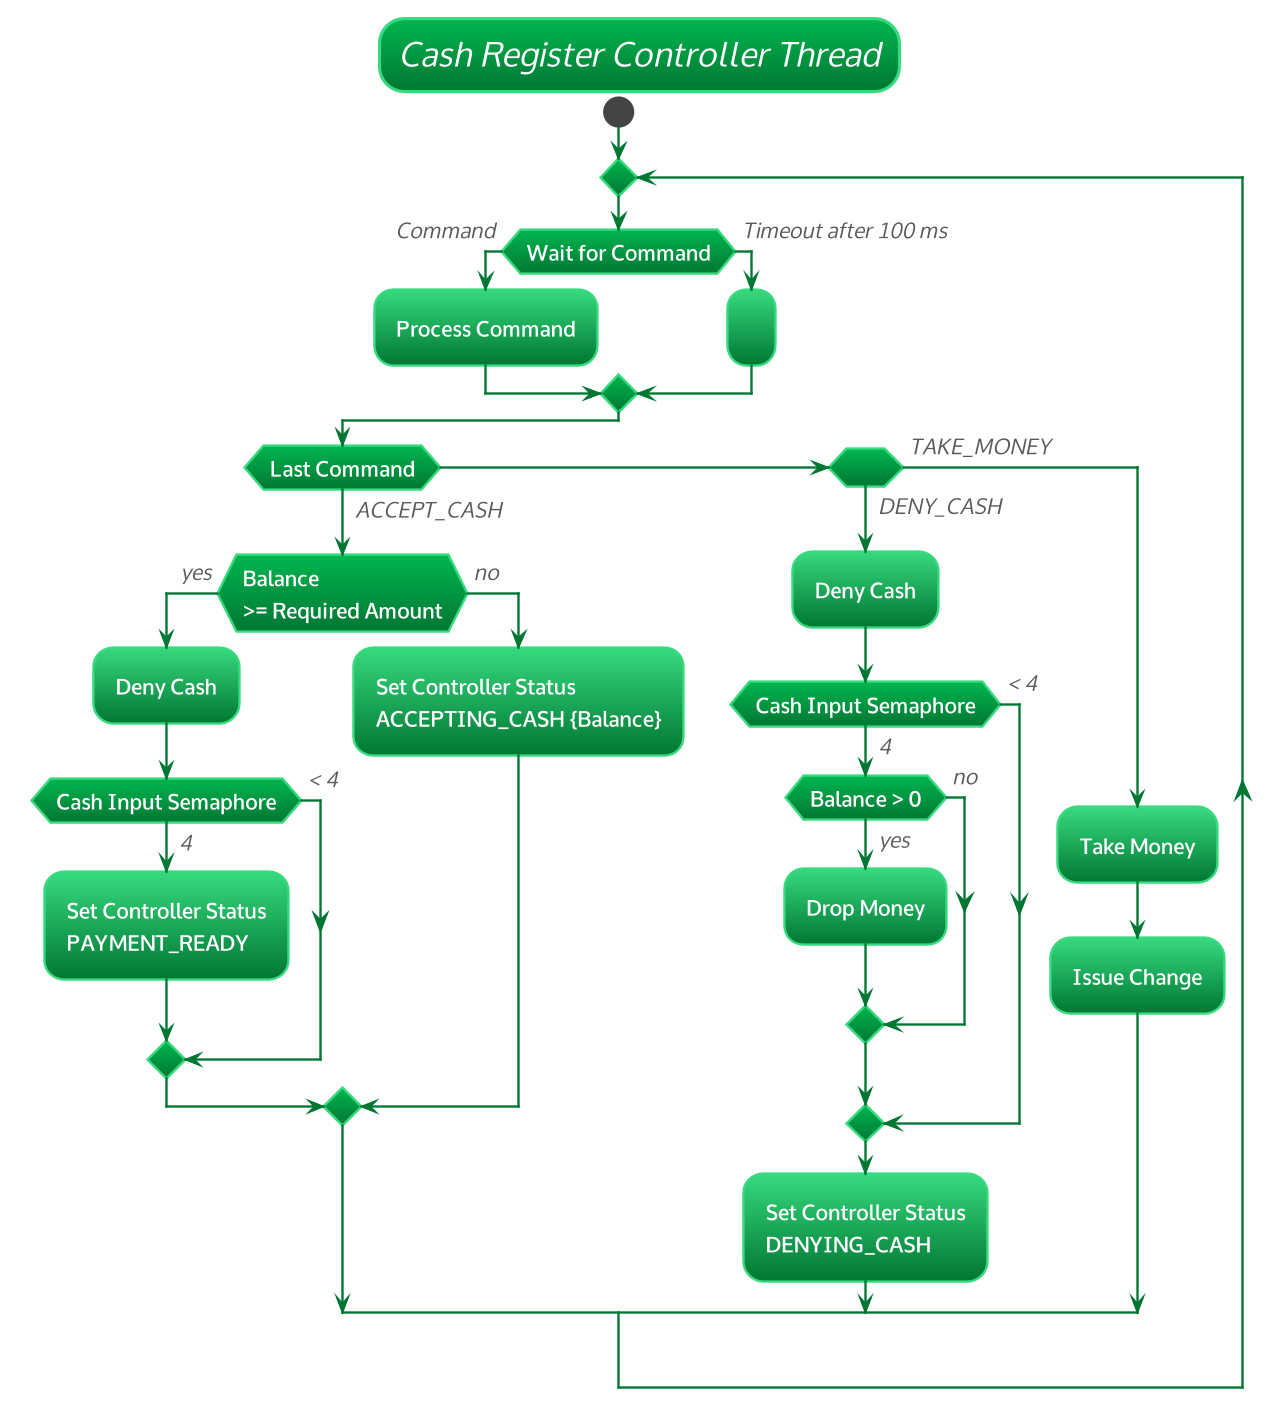 Cash Register Controller Thread
Command
Wait for Command
Timeout after 100 ms
Process Command
Last Command
ACCEPT_CASH
TAKE_MONEY
DENY_CASH
yes
Balance
>= Required Amount
no
Deny Cash
Set Controller Status
ACCEPTING_CASH {Balance}
Cash Input Semaphore
< 4
4
Set Controller Status
PAYMENT_READY
Deny Cash
Cash Input Semaphore
< 4
4
Balance > 0
no
yes
Drop Money
Set Controller Status
DENYING_CASH
Take Money
Issue Change